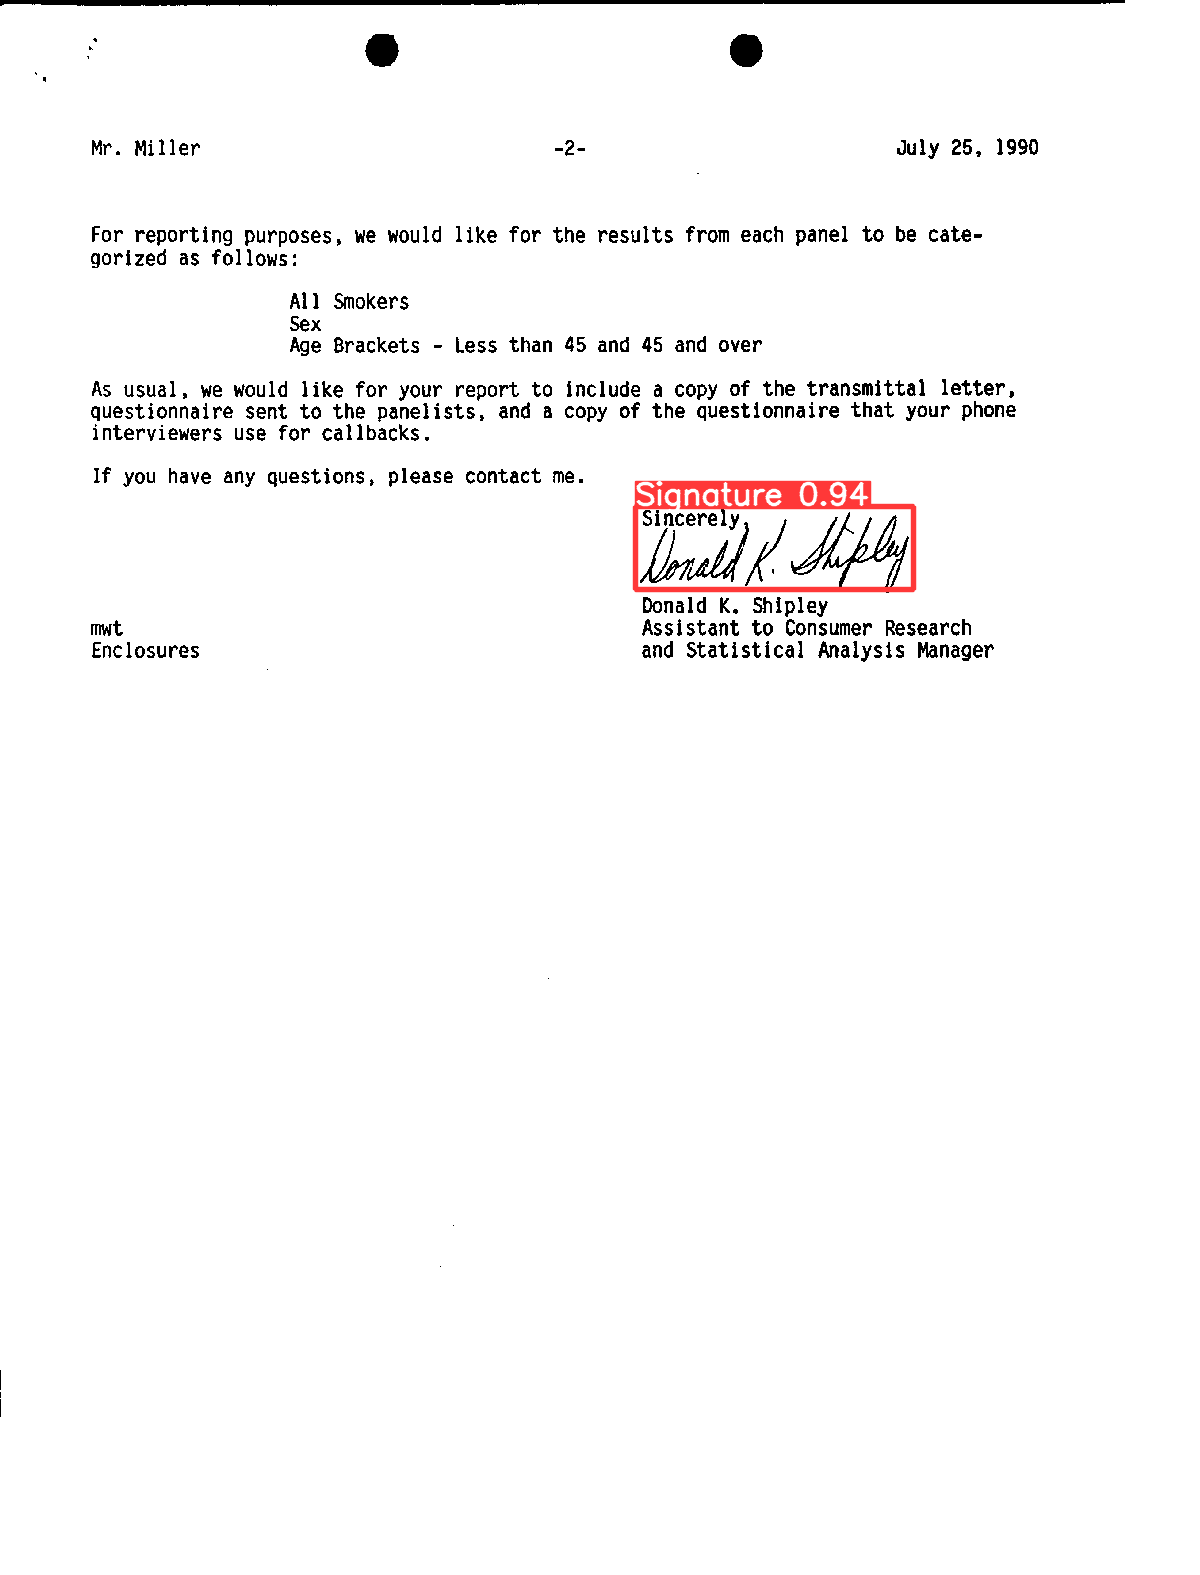 Mr. Miller -2- July 25, 1990
For reporting purposes, we would like for the results from each panel to be cate-
gorized as follows:
All Smokers
Sex
Age Brackets - Less than 45 and 45 and over
As usual, we would like for your report to include a copy of the transmittal letter,
questionnaire sent to the panelists, and a copy of the questionnaire that your phone
interviewers use for callbacks.
If you have any questions, please contact me.
Signature 0.94
Sincerely,
Donald K. Shipley
Donald K. Shipley
mwt Assistant to Consumer Research
Enclosures and Statistical Analysis Manager